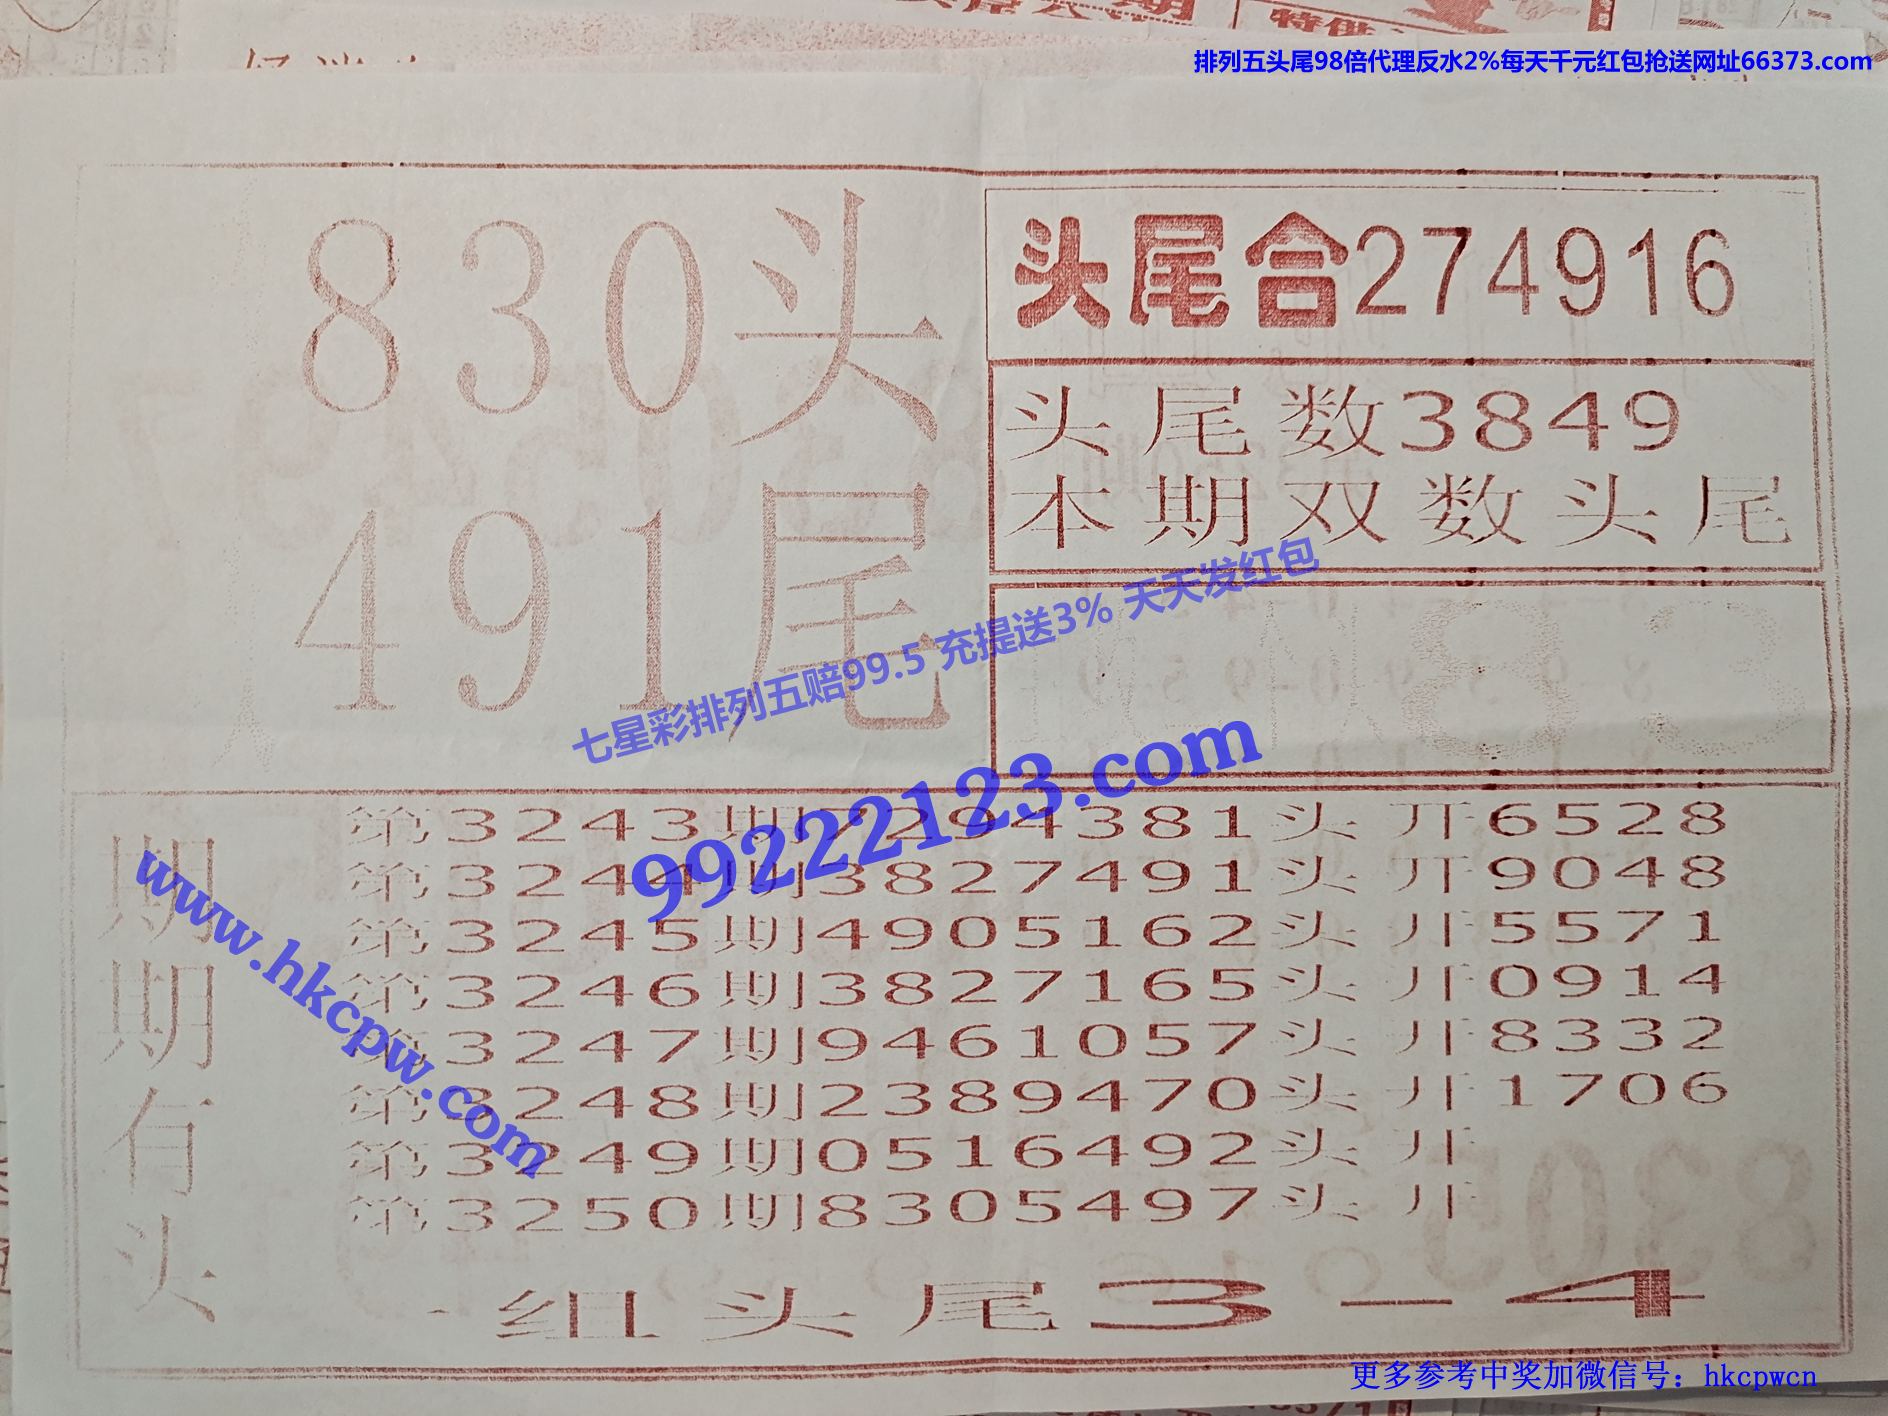 排列五头尾98倍代理反水2%每天千元红包抢送网址66373.com
830头
491尾
头尾合274916
头尾数3849
本期双数头尾
83
七星彩排列五赔99.5 充提送3% 天天发红包
99222123.com
www.hkcpw.com
期期有头
第3243期7294381头 开6528
第3244期3827491头 开9048
第3245期4905162头 开5571
第3246期3827165头 开0914
第3247期9461057头 开8332
第3248期2389470头 开1706
第3249期0516492头 开
第3250期8305497头 开
一组头尾3-4
更多参考中奖加微信号：hkcpwcn